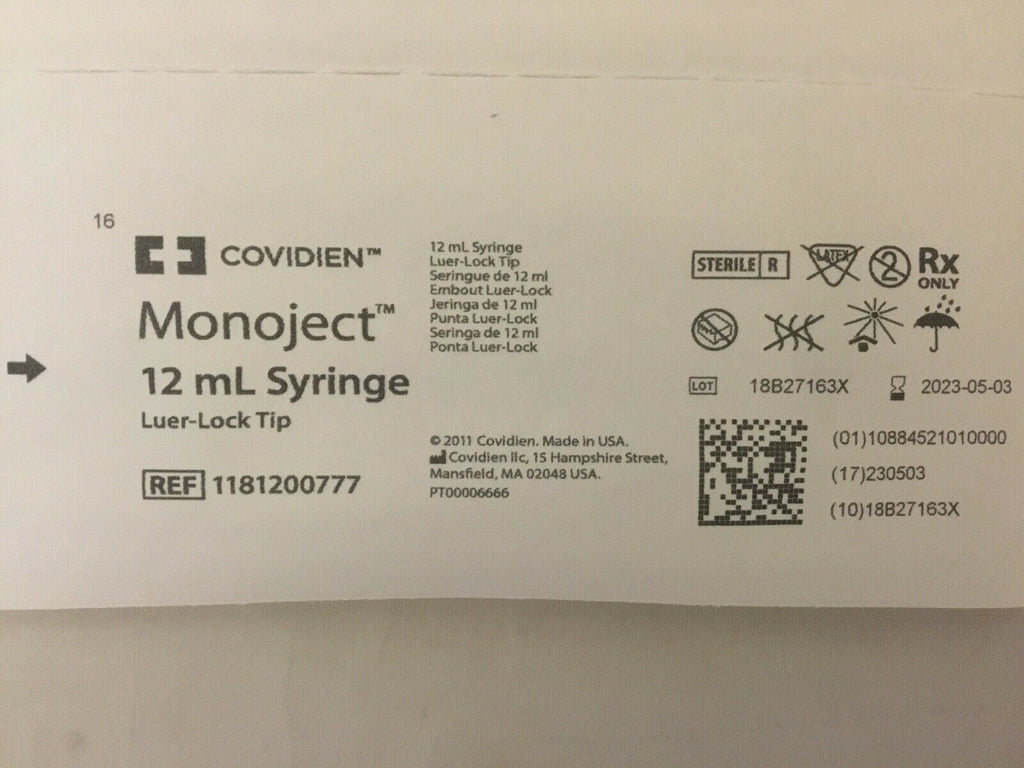 16
COVIDIEN™
Monoject™
12 mL Syringe
Luer-Lock Tip
REF 1181200777
12 mL Syringe
Luer-Lock Tip
Seringue de 12 ml
Embout Luer-Lock
Jeringa de 12 ml
Punta Luer-Lock
Seringa de 12 ml
Ponta Luer-Lock
© 2011 Covidien. Made in USA.
Covidien llc, 15 Hampshire Street,
Mansfield, MA 02048 USA.
PT00006666
STERILE R
LATEX
2
Rx
ONLY
LOT 18B27163X
2023-05-03
(01)10884521010000
(17)230503
(10)18B27163X